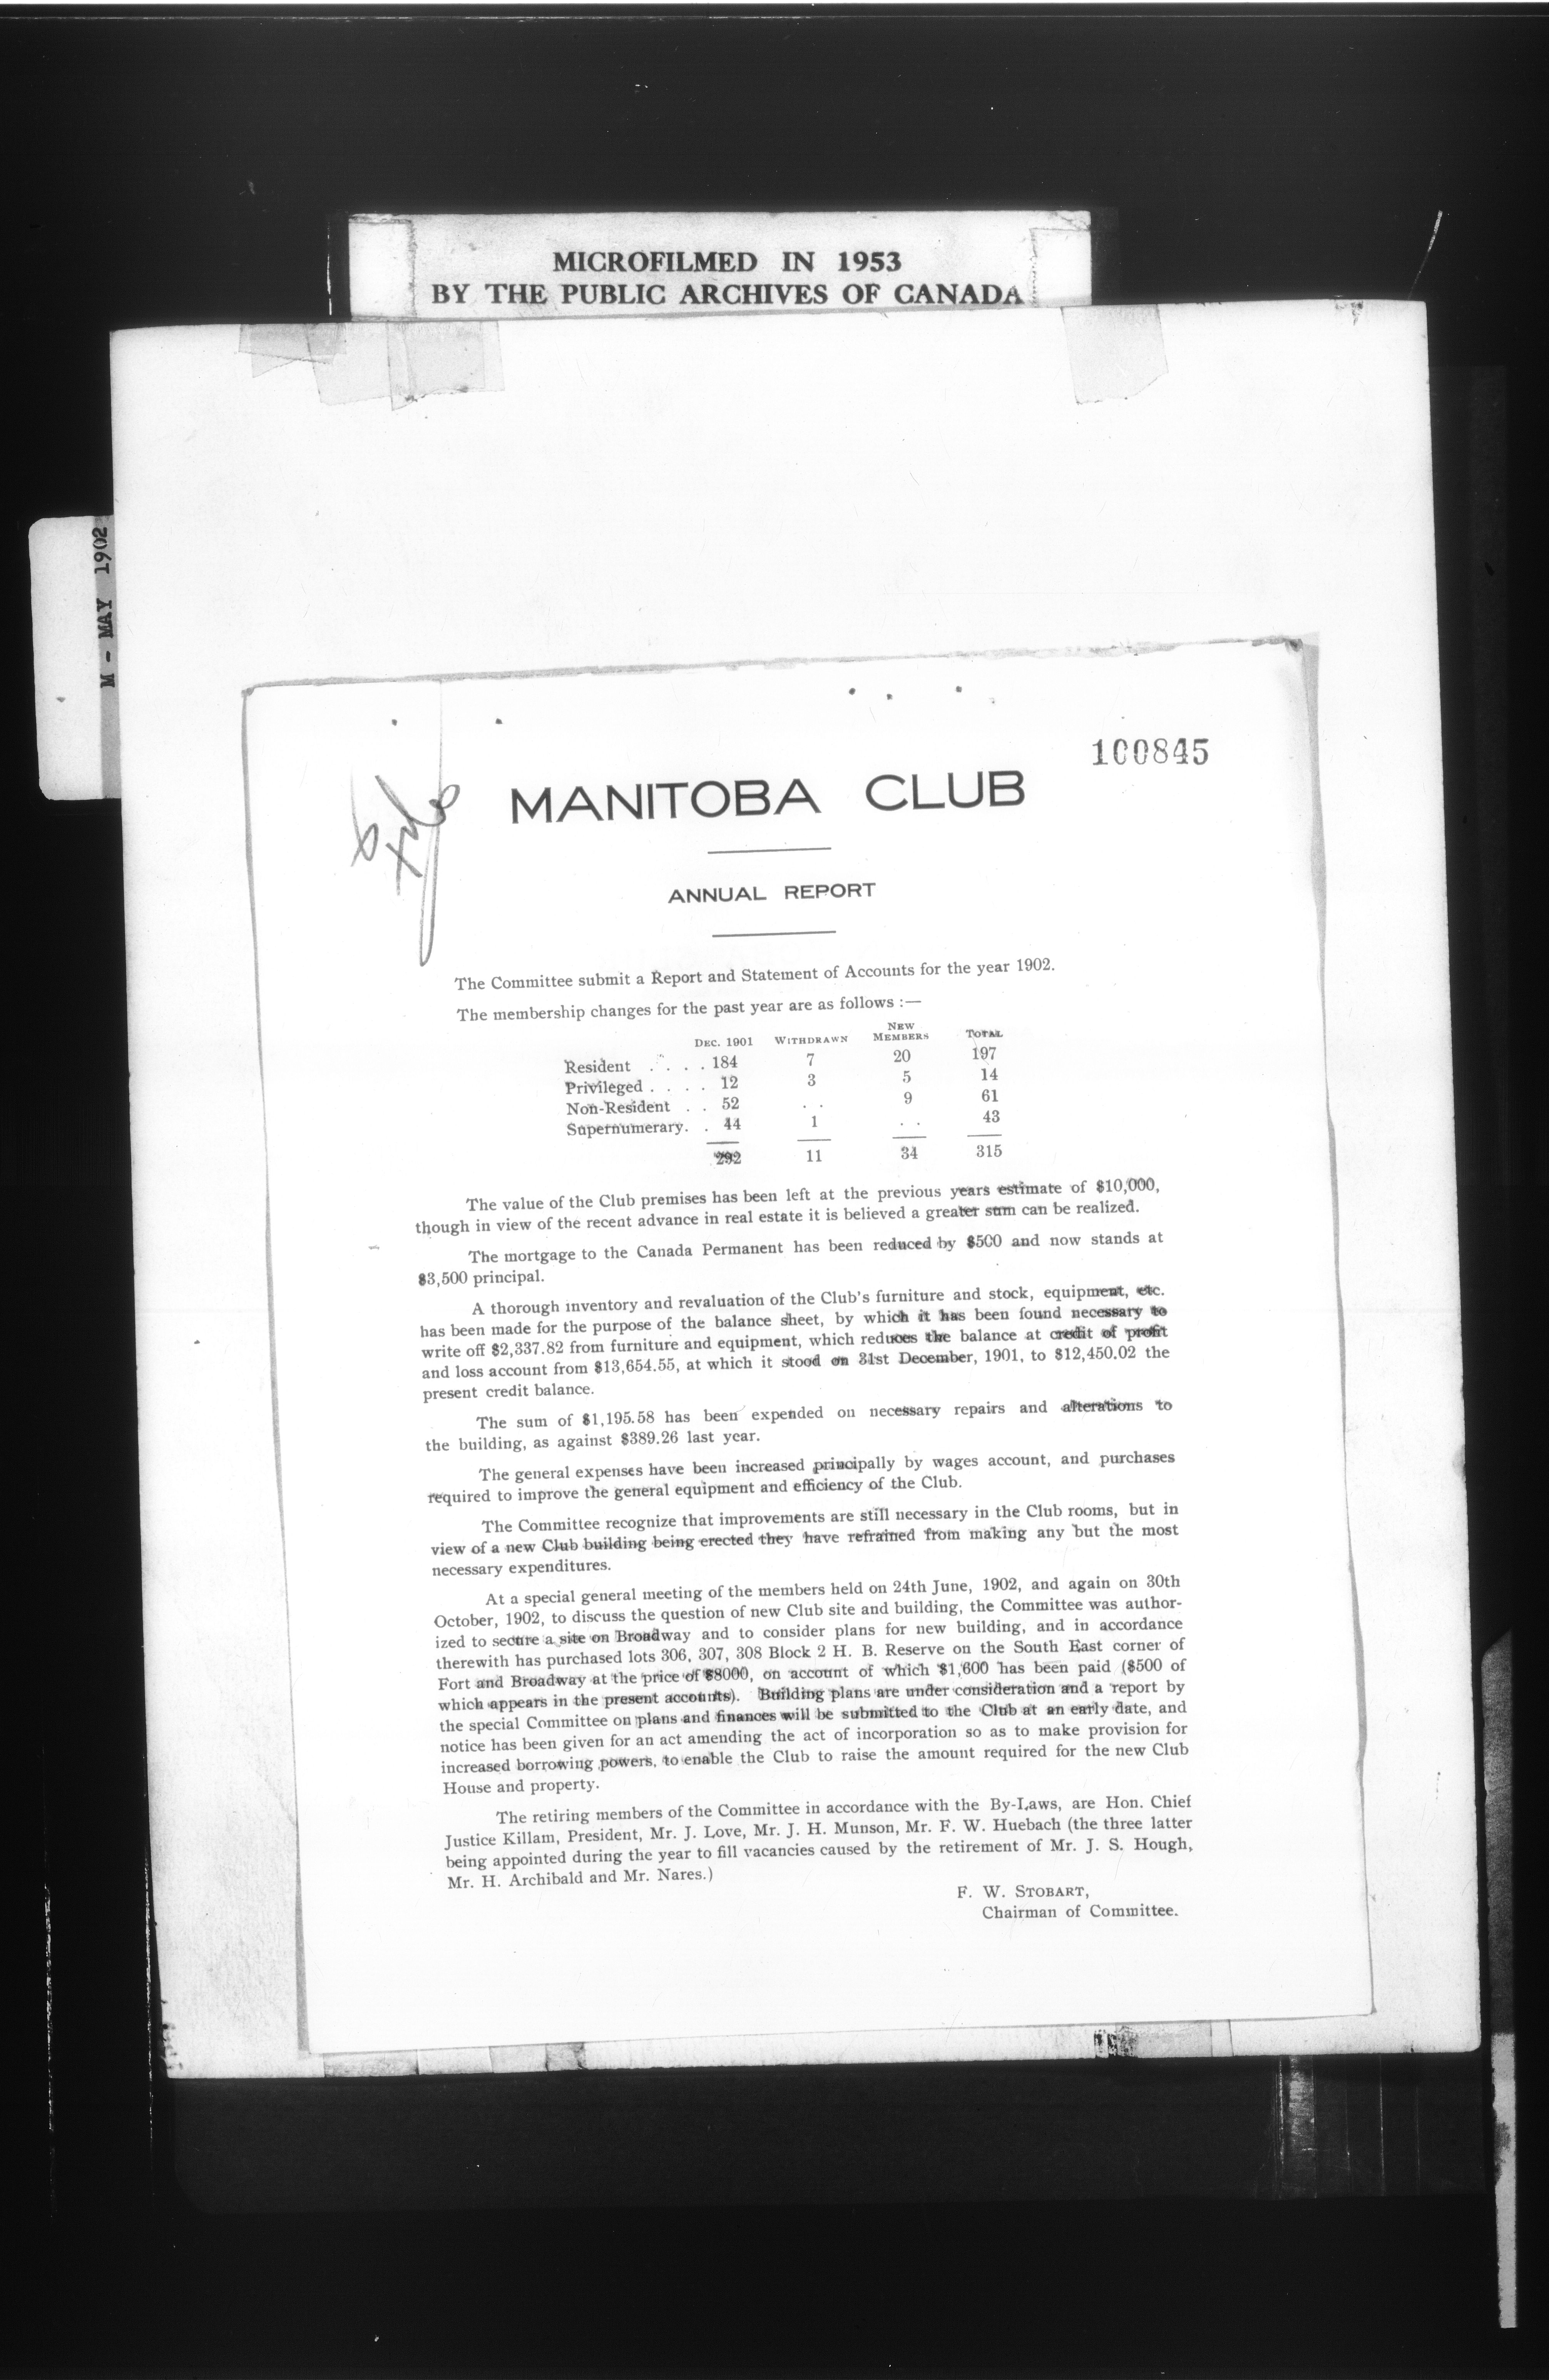 MICROFILMED IN 1953
BY THE PUBLIC ARCHIVES OF CANADA
M - MAY 1902
100845
MANITOBA CLUB
ANNUAL REPORT
The Committee submit a Report and Statement of Accounts for the year 1902.
The membership changes for the past year are as follows :—
DEC. 1901 WITHDRAWN NEW MEMBERS TOTAL
Resident . . . . 184 7 20 197
Privileged . . . . 12 3 5 14
Non-Resident . . 52 . . 9 61
Supernumerary. . 44 1 . . 43
292 11 34 315
The value of the Club premises has been left at the previous years estimate of $10,000,
though in view of the recent advance in real estate it is believed a greater sum can be realized.
The mortgage to the Canada Permanent has been reduced by $500 and now stands at
$3,500 principal.
A thorough inventory and revaluation of the Club's furniture and stock, equipment, etc.
has been made for the purpose of the balance sheet, by which it has been found necessary to
write off $2,337.82 from furniture and equipment, which reduces the balance at credit of profit
and loss account from $13,654.55, at which it stood on 31st December, 1901, to $12,450.02 the
present credit balance.
The sum of $1,195.58 has been expended on necessary repairs and alterations to
the building, as against $389.26 last year.
The general expenses have been increased principally by wages account, and purchases
required to improve the general equipment and efficiency of the Club.
The Committee recognize that improvements are still necessary in the Club rooms, but in
view of a new Club building being erected they have refrained from making any but the most
necessary expenditures.
At a special general meeting of the members held on 24th June, 1902, and again on 30th
October, 1902, to discuss the question of new Club site and building, the Committee was author-
ized to secure a site on Broadway and to consider plans for new building, and in accordance
therewith has purchased lots 306, 307, 308 Block 2 H. B. Reserve on the South East corner of
Fort and Broadway at the price of $8000, on account of which $1,600 has been paid ($500 of
which appears in the present accounts). Building plans are under consideration and a report by
the special Committee on plans and finances will be submitted to the Club at an early date, and
notice has been given for an act amending the act of incorporation so as to make provision for
increased borrowing powers, to enable the Club to raise the amount required for the new Club
House and property.
The retiring members of the Committee in accordance with the By-Laws, are Hon. Chief
Justice Killam, President, Mr. J. Love, Mr. J. H. Munson, Mr. F. W. Huebach (the three latter
being appointed during the year to fill vacancies caused by the retirement of Mr. J. S. Hough,
Mr. H. Archibald and Mr. Nares.)
F. W. STOBART,
Chairman of Committee.